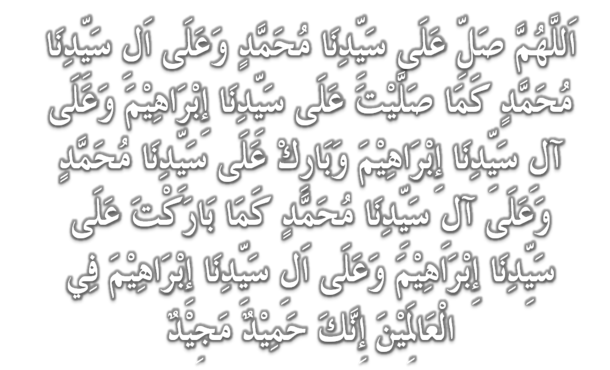 اَللَّهُمَّ صَلِّ عَلَى سَيِّدِنَا مُحَمَّدٍ وَعَلَى اَلِ سَيِّدِنَا
مُحَمَّدٍ كَمَا صَلَّيْتَ عَلَى سَيِّدِنَا إِبْرَاهِيْمَ وَعَلَى
آلِ سَيِّدِنَا إِبْرَاهِيْمَ وَبَارِكْ عَلَى سَيِّدِنَا مُحَمَّدٍ
وَعَلَى آلِ سَيِّدِنَا مُحَمَّدٍ كَمَا بَارَكْتَ عَلَى
سَيِّدِنَا إِبْرَاهِيْمَ وَعَلَى اَلِ سَيِّدِنَا إِبْرَاهِيْمَ فِي
الْعَالَمِيْنَ إِنَّكَ حَمِيْدٌ مَجِيْدٌ